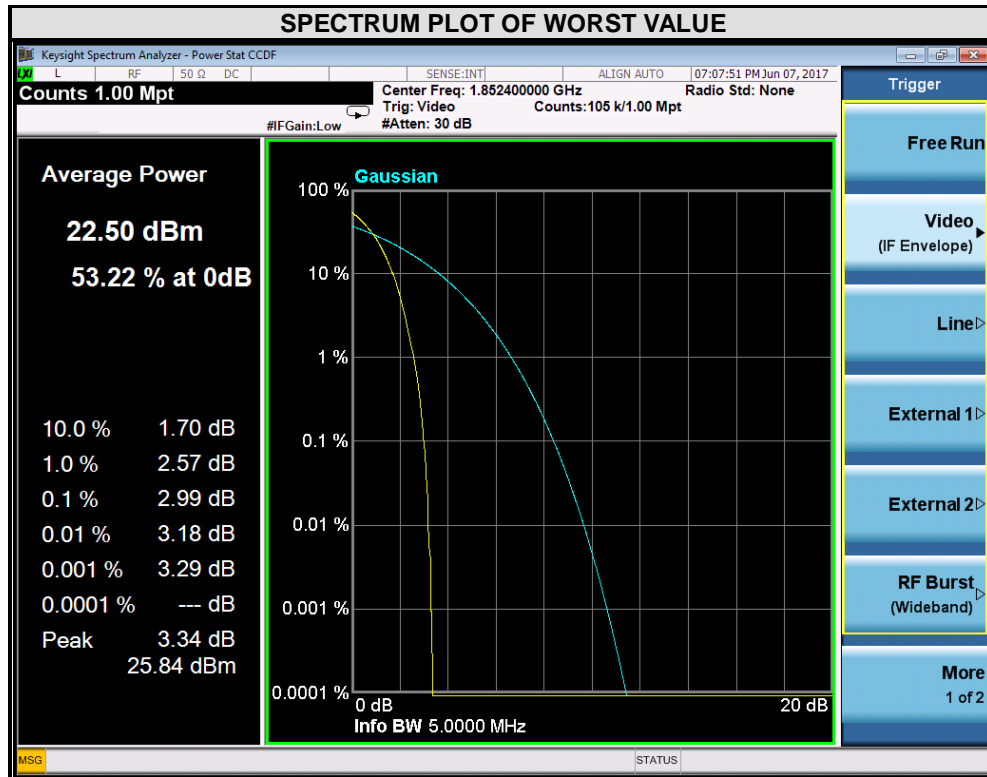 SPECTRUM PLOT OF WORST VALUE
Keysight Spectrum Analyzer - Power Stat CCDF
LXI L RF 50 Ω DC SENSE:INT ALIGN AUTO 07:07:51 PM Jun 07, 2017
Counts 1.00 Mpt
Center Freq: 1.852400000 GHz Radio Std: None
Trig: Video Counts:105 k/1.00 Mpt
#IFGain:Low #Atten: 30 dB
Average Power
22.50 dBm
53.22 % at 0dB
10.0 % 1.70 dB
1.0 % 2.57 dB
0.1 % 2.99 dB
0.01 % 3.18 dB
0.001 % 3.29 dB
0.0001 % --- dB
Peak 3.34 dB
25.84 dBm
Gaussian
100 %
10 %
1 %
0.1 %
0.01 %
0.001 %
0.0001 %
0 dB 20 dB
Info BW 5.0000 MHz
Trigger
Free Run
Video
(IF Envelope)
Line
External 1
External 2
RF Burst
(Wideband)
More
1 of 2
MSG STATUS